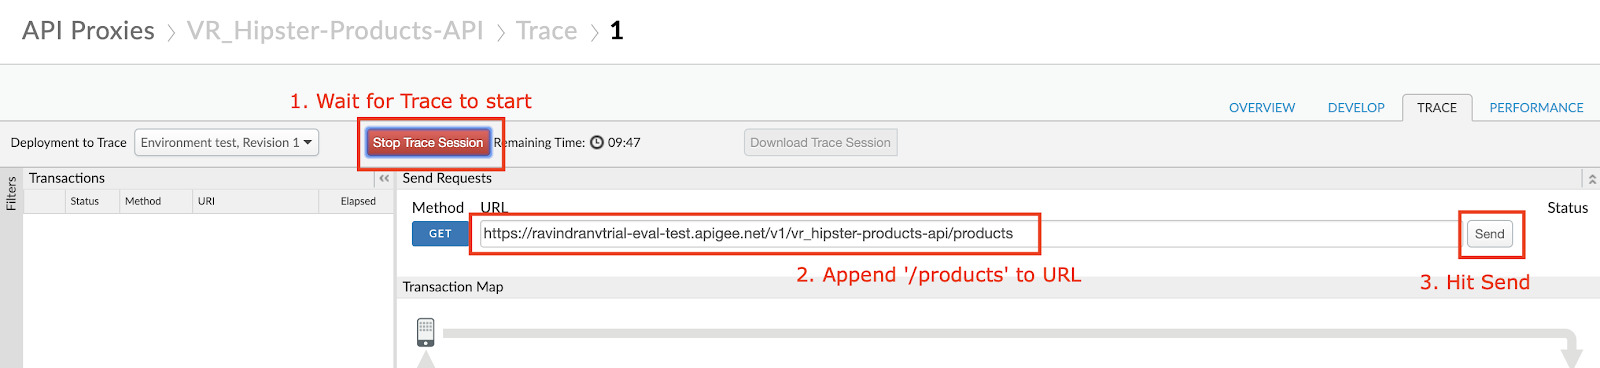 API Proxies > VR_Hipster-Products-API > Trace > 1
1. Wait for Trace to start
OVERVIEW DEVELOP TRACE PERFORMANCE
Deployment to Trace Environment test, Revision 1 Stop Trace Session Remaining Time: 09:47 Download Trace Session
Filters
Transactions
Send Requests
Status Method URI Elapsed
Method URL Status
GET https://ravindranvtrial-eval-test.apigee.net/v1/vr_hipster-products-api/products Send
2. Append '/products' to URL
3. Hit Send
Transaction Map